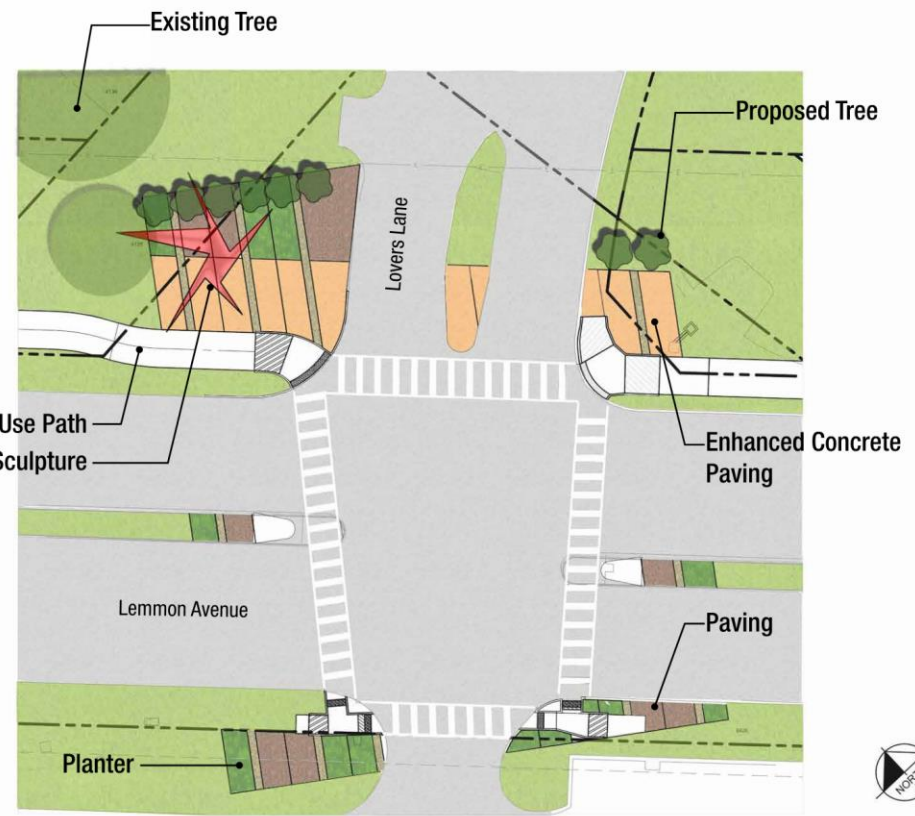 Existing Tree
Proposed Tree
Lovers Lane
Use Path
Sculpture
Enhanced Concrete
Paving
Lemmon Avenue
Paving
Planter
NORTH